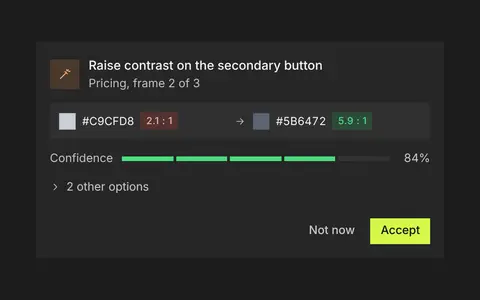 Raise contrast on the secondary button
Pricing, frame 2 of 3
#C9CFD8 2.1 : 1 → #5B6472 5.9 : 1
Confidence 84%
2 other options
Not now Accept